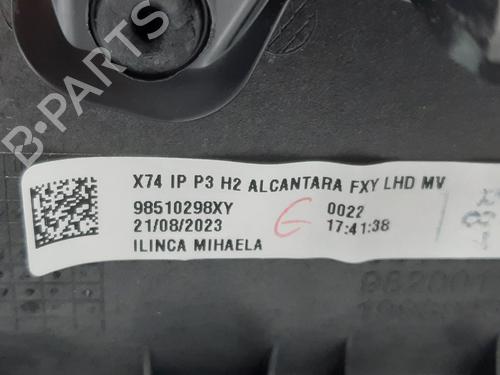 B-PARTS
X74 IP P3 H2 ALCANTARA FXY LHD MV
98510298XY
0022
21/08/2023
17:41:38
ILINCA MIHAELA